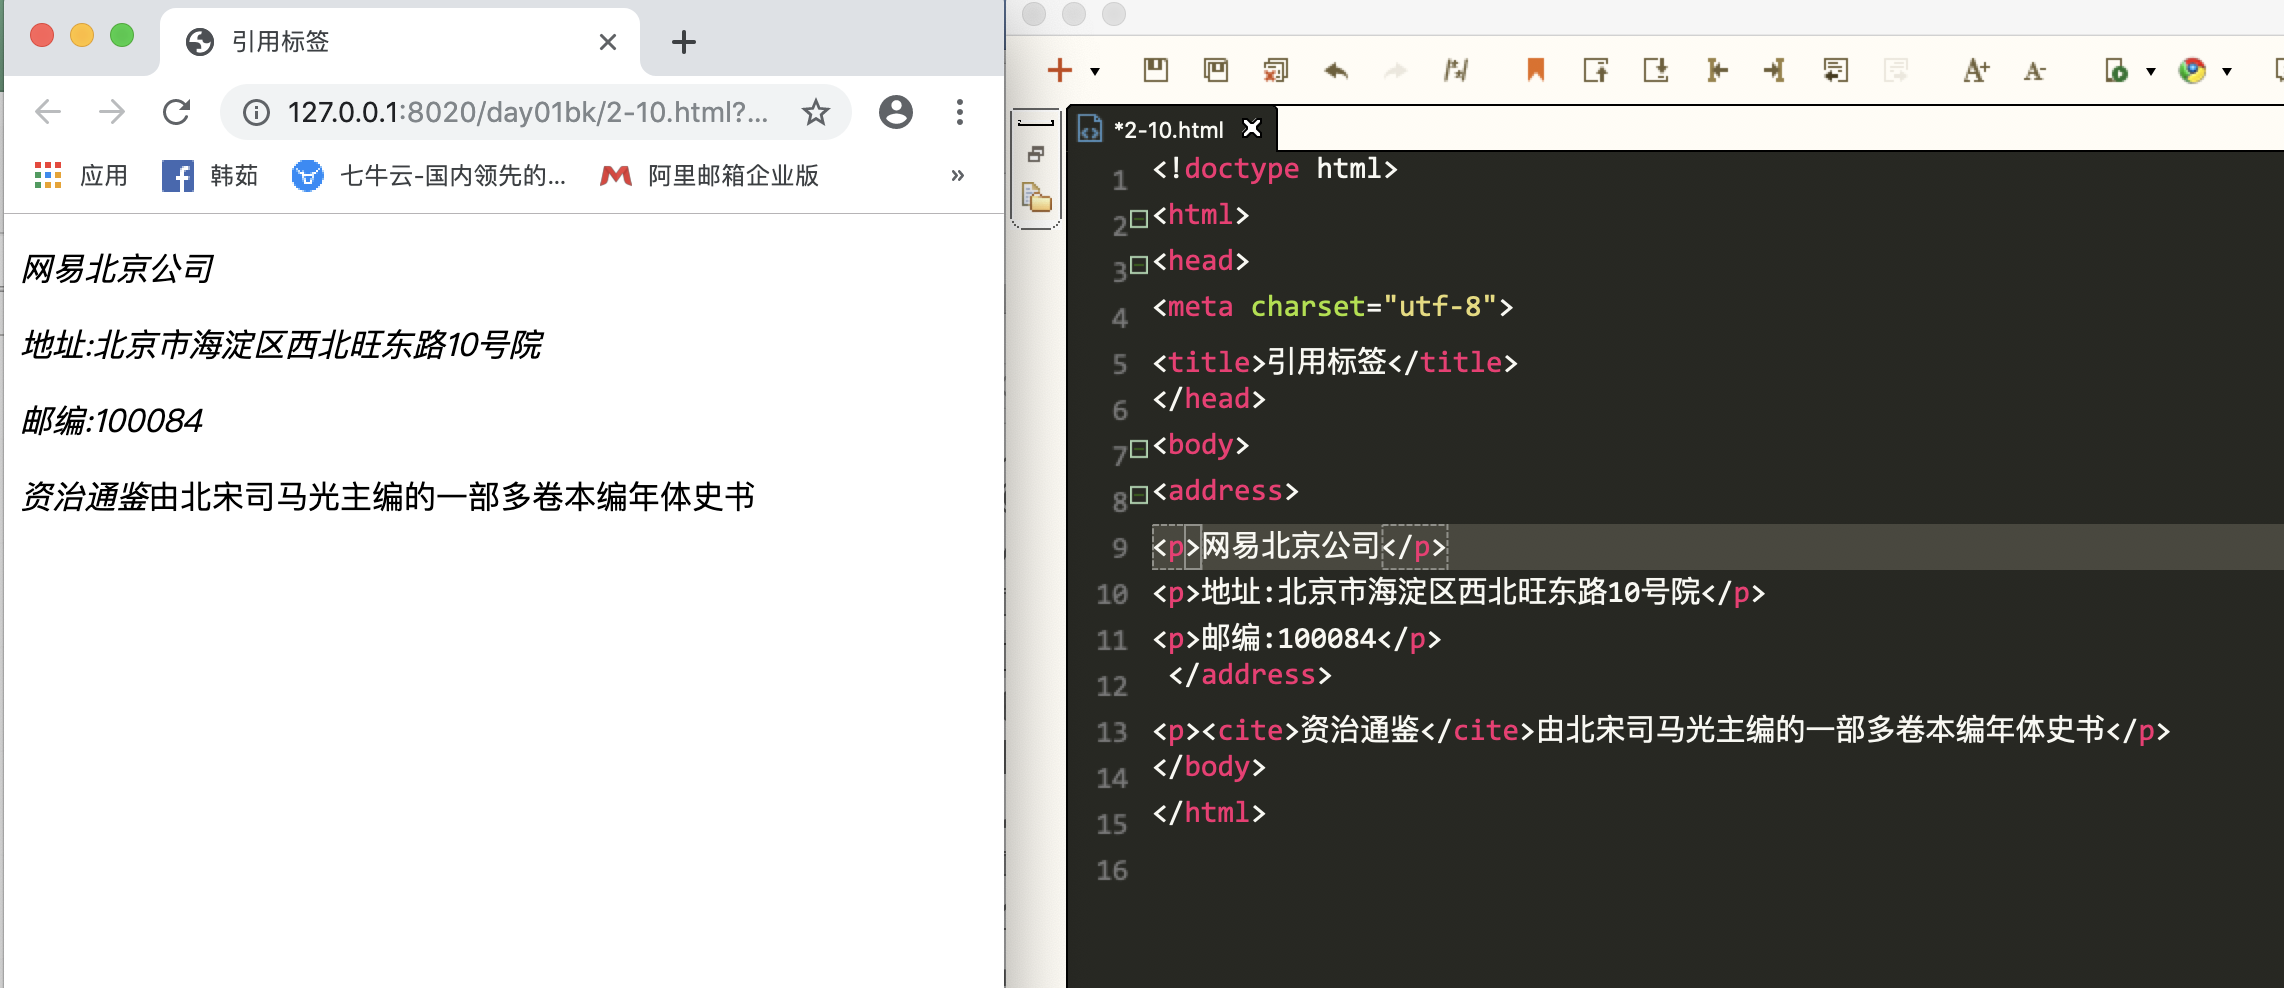 引用标签
127.0.0.1:8020/day01bk/2-10.html?...
应用 韩茹 七牛云-国内领先的... 阿里邮箱企业版 »
网易北京公司
地址:北京市海淀区西北旺东路10号院
邮编:100084
资治通鉴由北宋司马光主编的一部多卷本编年体史书
*2-10.html
1 <!doctype html>
2 <html>
3 <head>
4 <meta charset="utf-8">
5 <title>引用标签</title>
6 </head>
7 <body>
8 <address>
9 <p>网易北京公司</p>
10 <p>地址:北京市海淀区西北旺东路10号院</p>
11 <p>邮编:100084</p>
12 </address>
13 <p><cite>资治通鉴</cite>由北宋司马光主编的一部多卷本编年体史书</p>
14 </body>
15 </html>
16